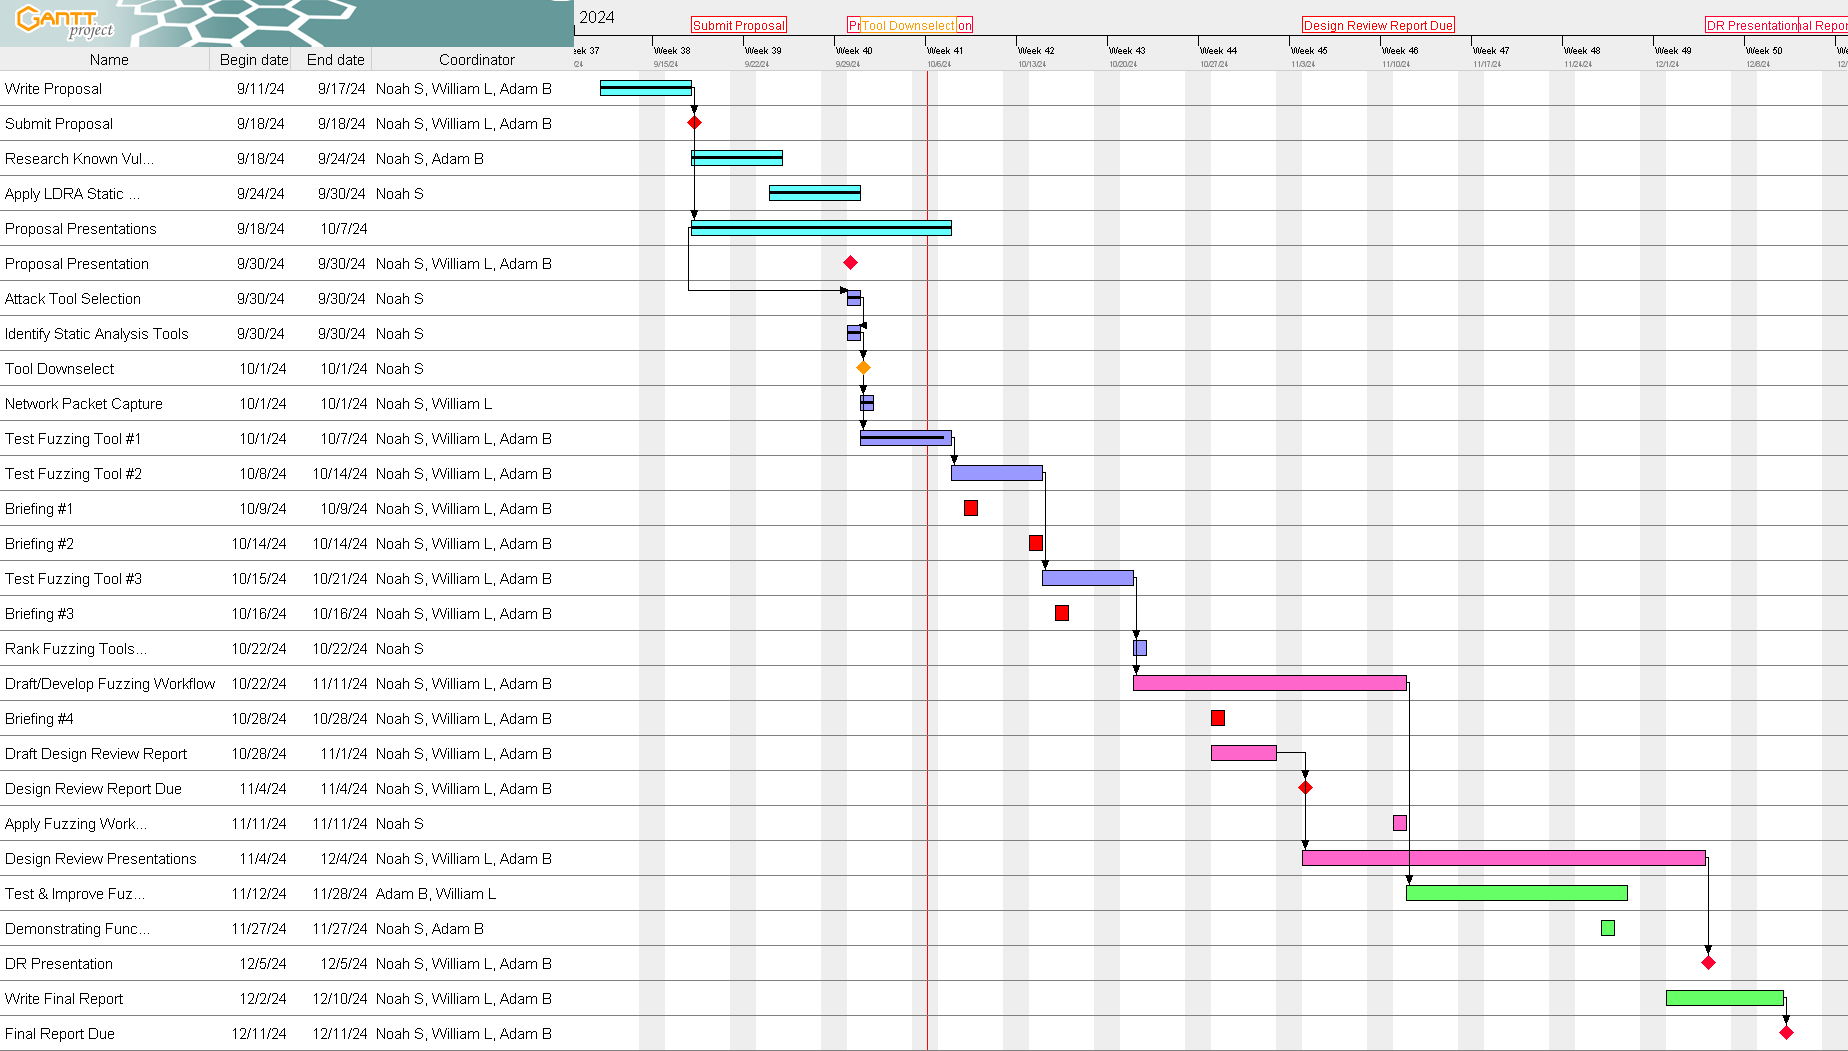 GANTT
project
2024
Submit Proposal
Pr
Tool Downselect
on
Design Review Report Due
DR Presentation
al Repor
eek 37
Week 38
Week 39
Week 40
Week 41
Week 42
Week 43
Week 44
Week 45
Week 46
Week 47
Week 48
Week 49
Week 50
We
/24
9/15/24
9/22/24
9/29/24
10/6/24
10/13/24
10/20/24
10/27/24
11/3/24
11/10/24
11/17/24
11/24/24
12/1/24
12/8/24
12/
Name Begin date End date Coordinator
Write Proposal 9/11/24 9/17/24 Noah S, William L, Adam B
Submit Proposal 9/18/24 9/18/24 Noah S, William L, Adam B
Research Known Vul... 9/18/24 9/24/24 Noah S, Adam B
Apply LDRA Static ... 9/24/24 9/30/24 Noah S
Proposal Presentations 9/18/24 10/7/24
Proposal Presentation 9/30/24 9/30/24 Noah S, William L, Adam B
Attack Tool Selection 9/30/24 9/30/24 Noah S
Identify Static Analysis Tools 9/30/24 9/30/24 Noah S
Tool Downselect 10/1/24 10/1/24 Noah S
Network Packet Capture 10/1/24 10/1/24 Noah S, William L
Test Fuzzing Tool #1 10/1/24 10/7/24 Noah S, William L, Adam B
Test Fuzzing Tool #2 10/8/24 10/14/24 Noah S, William L, Adam B
Briefing #1 10/9/24 10/9/24 Noah S, William L, Adam B
Briefing #2 10/14/24 10/14/24 Noah S, William L, Adam B
Test Fuzzing Tool #3 10/15/24 10/21/24 Noah S, William L, Adam B
Briefing #3 10/16/24 10/16/24 Noah S, William L, Adam B
Rank Fuzzing Tools... 10/22/24 10/22/24 Noah S
Draft/Develop Fuzzing Workflow 10/22/24 11/11/24 Noah S, William L, Adam B
Briefing #4 10/28/24 10/28/24 Noah S, William L, Adam B
Draft Design Review Report 10/28/24 11/1/24 Noah S, William L, Adam B
Design Review Report Due 11/4/24 11/4/24 Noah S, William L, Adam B
Apply Fuzzing Work... 11/11/24 11/11/24 Noah S
Design Review Presentations 11/4/24 12/4/24 Noah S, William L, Adam B
Test & Improve Fuz... 11/12/24 11/28/24 Adam B, William L
Demonstrating Func... 11/27/24 11/27/24 Noah S, Adam B
DR Presentation 12/5/24 12/5/24 Noah S, William L, Adam B
Write Final Report 12/2/24 12/10/24 Noah S, William L, Adam B
Final Report Due 12/11/24 12/11/24 Noah S, William L, Adam B